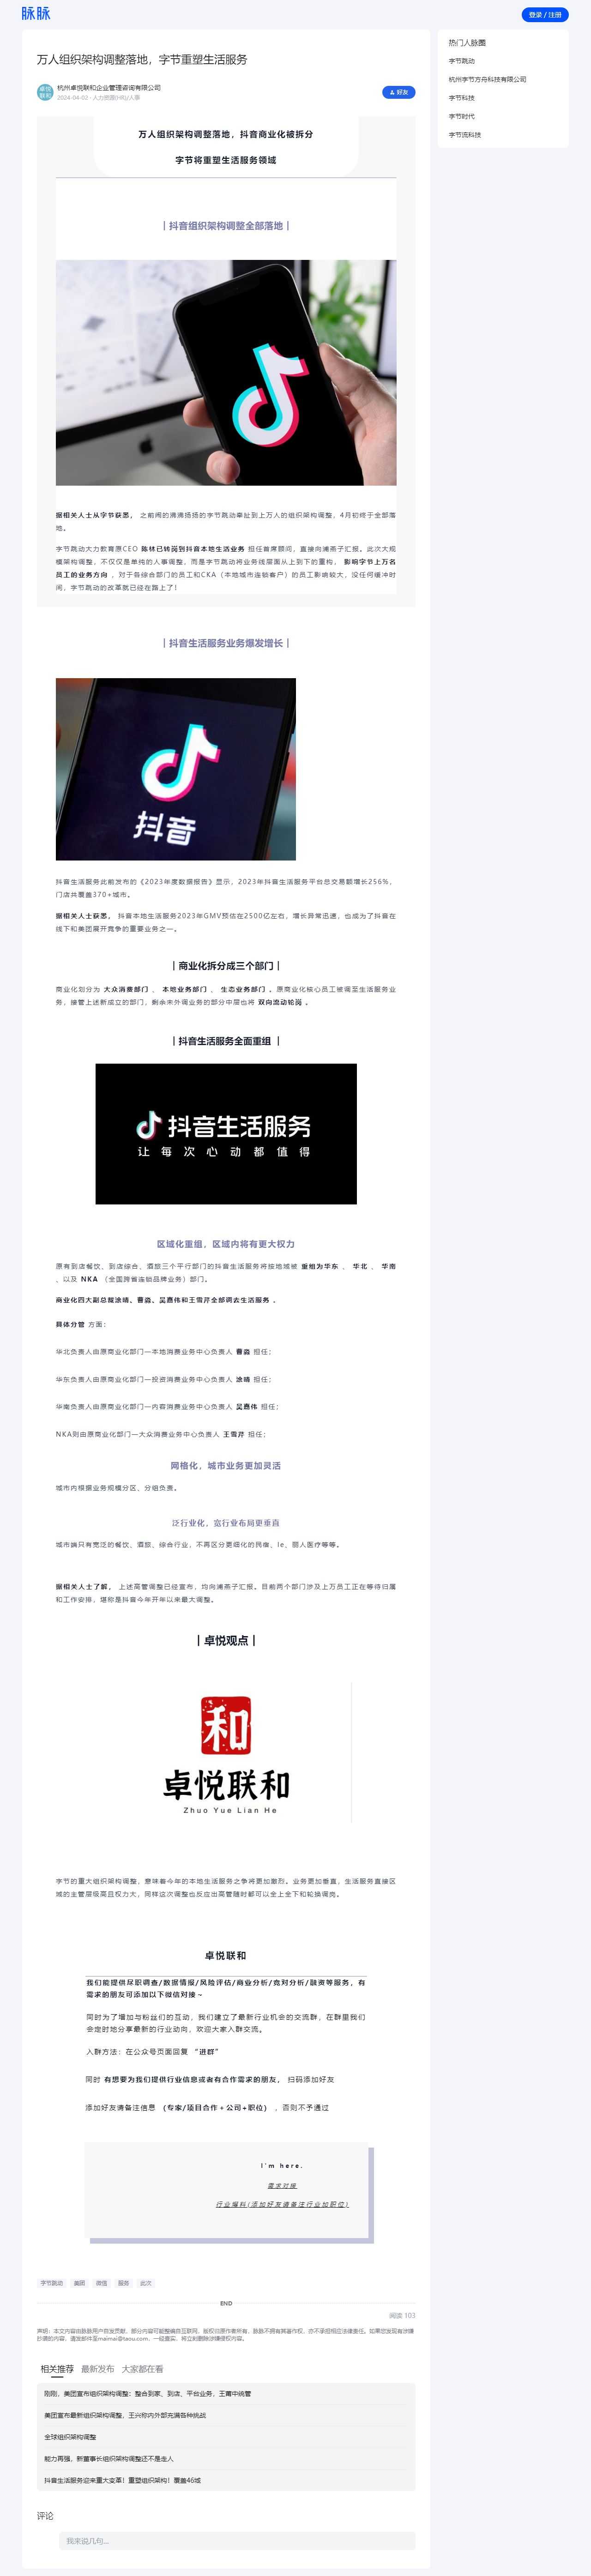 脉脉
登录 / 注册
万人组织架构调整落地，字节重塑生活服务
卓悦
联和
杭州卓悦联和企业管理咨询有限公司
2024-04-02 · 人力资源(HR)/人事
好友
热门人脉圈
字节跳动
杭州字节方舟科技有限公司
字节科技
字节时代
字节流科技
万人组织架构调整落地，抖音商业化被拆分
字节将重塑生活服务领域
丨抖音组织架构调整全部落地丨
据相关人士从字节获悉， 之前闹的沸沸扬扬的字节跳动牵扯到上万人的组织架构调整，4月初终于全部落
地。
字节跳动大力教育原CEO 陈林已转岗到抖音本地生活业务 担任首席顾问，直接向浦燕子汇报。此次大规
模架构调整，不仅仅是单纯的人事调整，而是字节跳动将业务线层面从上到下的重构， 影响字节上万名
员工的业务方向 ，对于各综合部门的员工和CKA（本地城市连锁客户）的员工影响较大，没任何缓冲时
间，字节跳动的改革就已经在路上了！
丨抖音生活服务业务爆发增长丨
抖音
抖音生活服务此前发布的《2023年度数据报告》显示，2023年抖音生活服务平台总交易额增长256%，
门店共覆盖370+城市。
据相关人士获悉， 抖音本地生活服务2023年GMV预估在2500亿左右，增长异常迅速，也成为了抖音在
线下和美团展开竞争的重要业务之一。
丨商业化拆分成三个部门丨
商业化划分为 大众消费部门 、 本地业务部门 、 生态业务部门 。原商业化核心员工被调至生活服务业
务，接管上述新成立的部门，剩余未外调业务的部分中层也将 双向流动轮岗 。
丨抖音生活服务全面重组 丨
抖音生活服务
让每次心动都值得
区域化重组，区域内将有更大权力
原有到店餐饮、到店综合、酒旅三个平行部门的抖音生活服务将按地域被 重组为华东 、 华北 、 华南
、以及 NKA （全国跨省连锁品牌业务）部门。
商业化四大副总裁涂晴、曹淼、吴嘉伟和王雪芹全部调去生活服务 。
具体分管 方面：
华北负责人由原商业化部门—本地消费业务中心负责人 曹淼 担任；
华东负责人由原商业化部门—投资消费业务中心负责人 涂晴 担任；
华南负责人由原商业化部门—内容消费业务中心负责人 吴嘉伟 担任；
NKA则由原商业化部门—大众消费业务中心负责人 王雪芹 担任；
网格化，城市业务更加灵活
城市内根据业务规模分区、分组负责。
泛行业化，宽行业布局更垂直
城市端只有宽泛的餐饮、酒旅、综合行业，不再区分更细化的民宿、le、丽人医疗等等。
据相关人士了解， 上述高管调整已经宣布，均向浦燕子汇报。目前两个部门涉及上万员工正在等待归属
和工作安排，堪称是抖音今年开年以来最大调整。
丨卓悦观点丨
和
卓悦联和
Zhuo Yue Lian He
字节的重大组织架构调整，意味着今年的本地生活服务之争将更加激烈。业务更加垂直，生活服务直接区
域的主管层级高且权力大，同样这次调整也反应出高管随时都可以全上全下和轮换调岗。
卓悦联和
我们能提供尽职调查/数据情报/风险评估/商业分析/竞对分析/融资等服务，有
需求的朋友可添加以下微信对接~
同时为了增加与粉丝们的互动，我们建立了最新行业机会的交流群，在群里我们
会定时地分享最新的行业动向，欢迎大家入群交流。
入群方法：在公众号页面回复 “进群”
同时 有想要为我们提供行业信息或者有合作需求的朋友， 扫码添加好友
添加好友请备注信息 （专家/项目合作+公司+职位） ，否则不予通过
I'm here.
需求对接
行业爆料(添加好友请备注行业加职位)
字节跳动
美团
微信
服务
此次
END
阅读 103
声明：本文内容由脉脉用户自发贡献，部分内容可能整编自互联网，版权归原作者所有，脉脉不拥有其著作权，亦不承担相应法律责任。如果您发现有涉嫌
抄袭的内容，请发邮件至maimai@taou.com，一经查实，将立刻删除涉嫌侵权内容。
相关推荐 最新发布 大家都在看
刚刚，美团宣布组织架构调整：整合到家、到店、平台业务，王莆中统管
美团宣布最新组织架构调整，王兴称内外部充满各种挑战
全球组织架构调整
能力再强，新董事长组织架构调整还不是走人
抖音生活服务迎来重大变革！重塑组织架构！覆盖46城
评论
我来说几句...